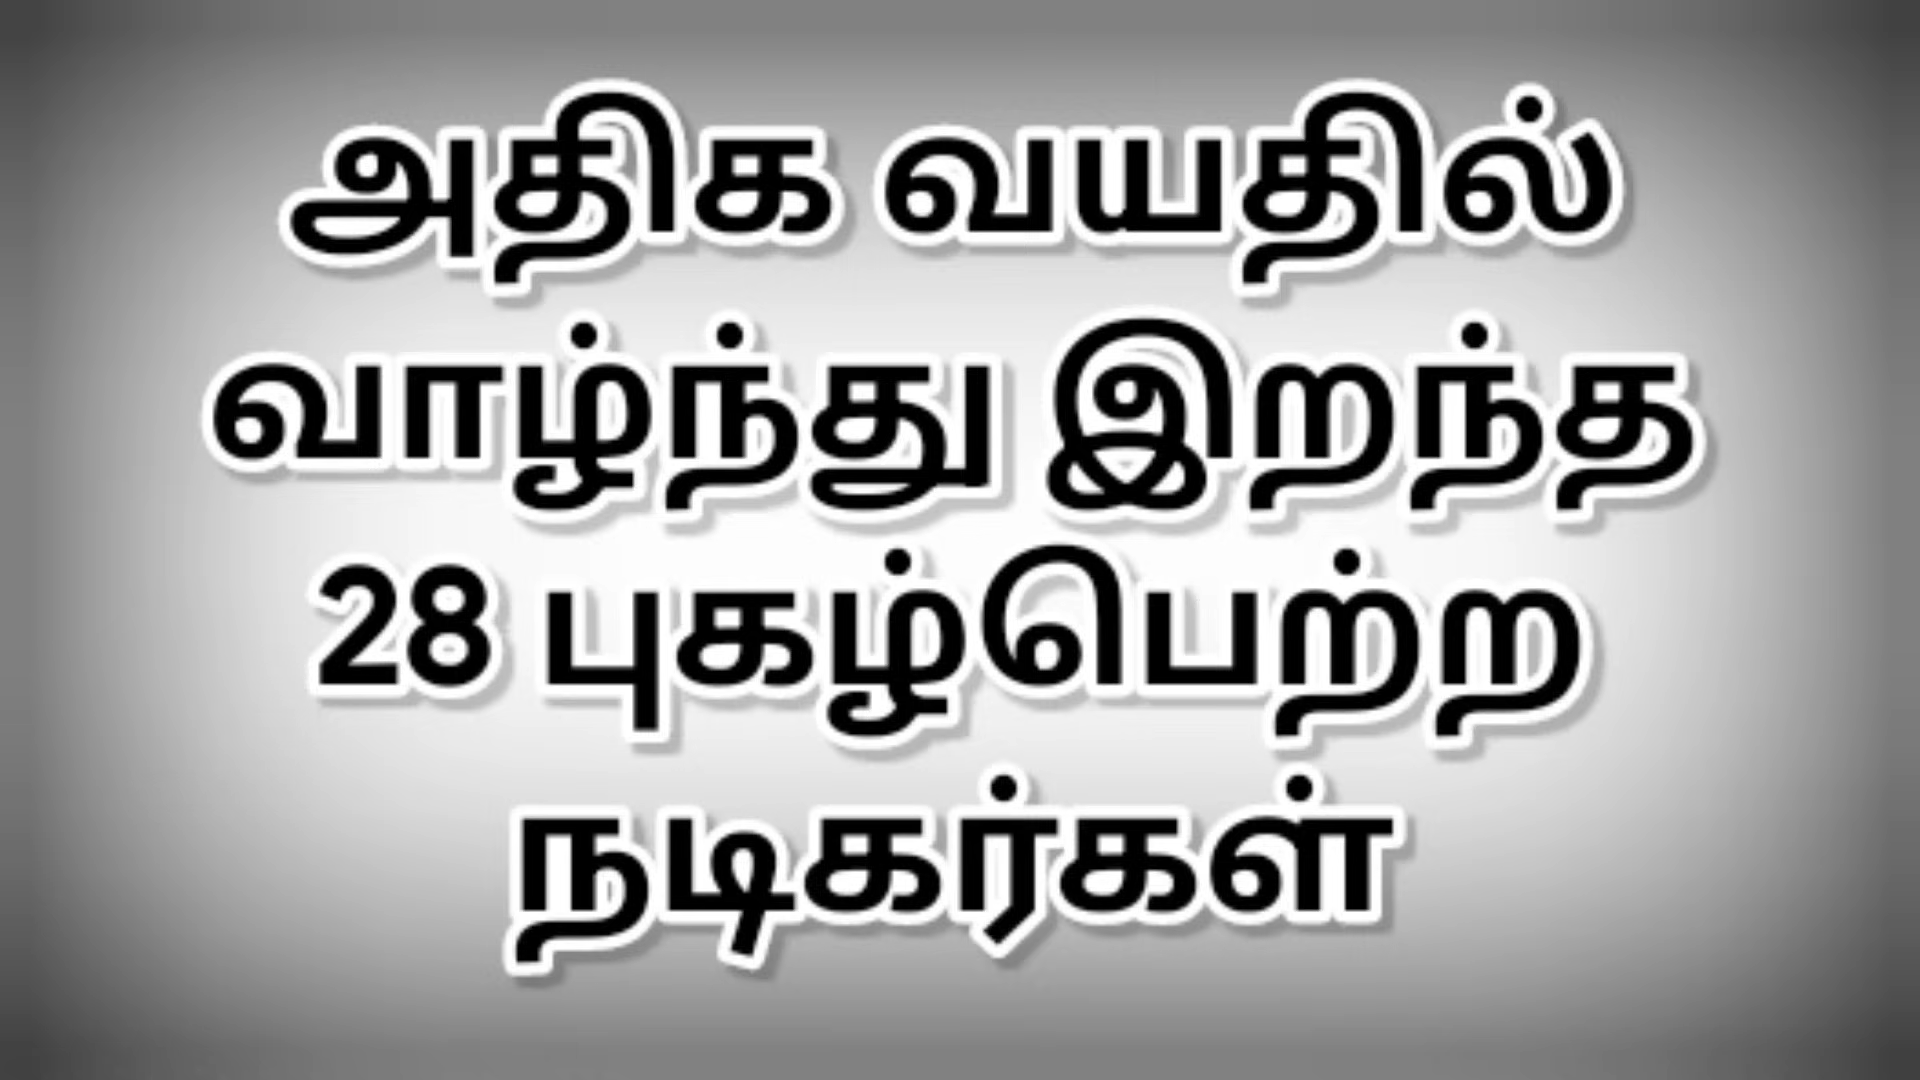 அதிக வயதில்
வாழ்ந்து இறந்த
28 புகழ்பெற்ற
நடிகர்கள்